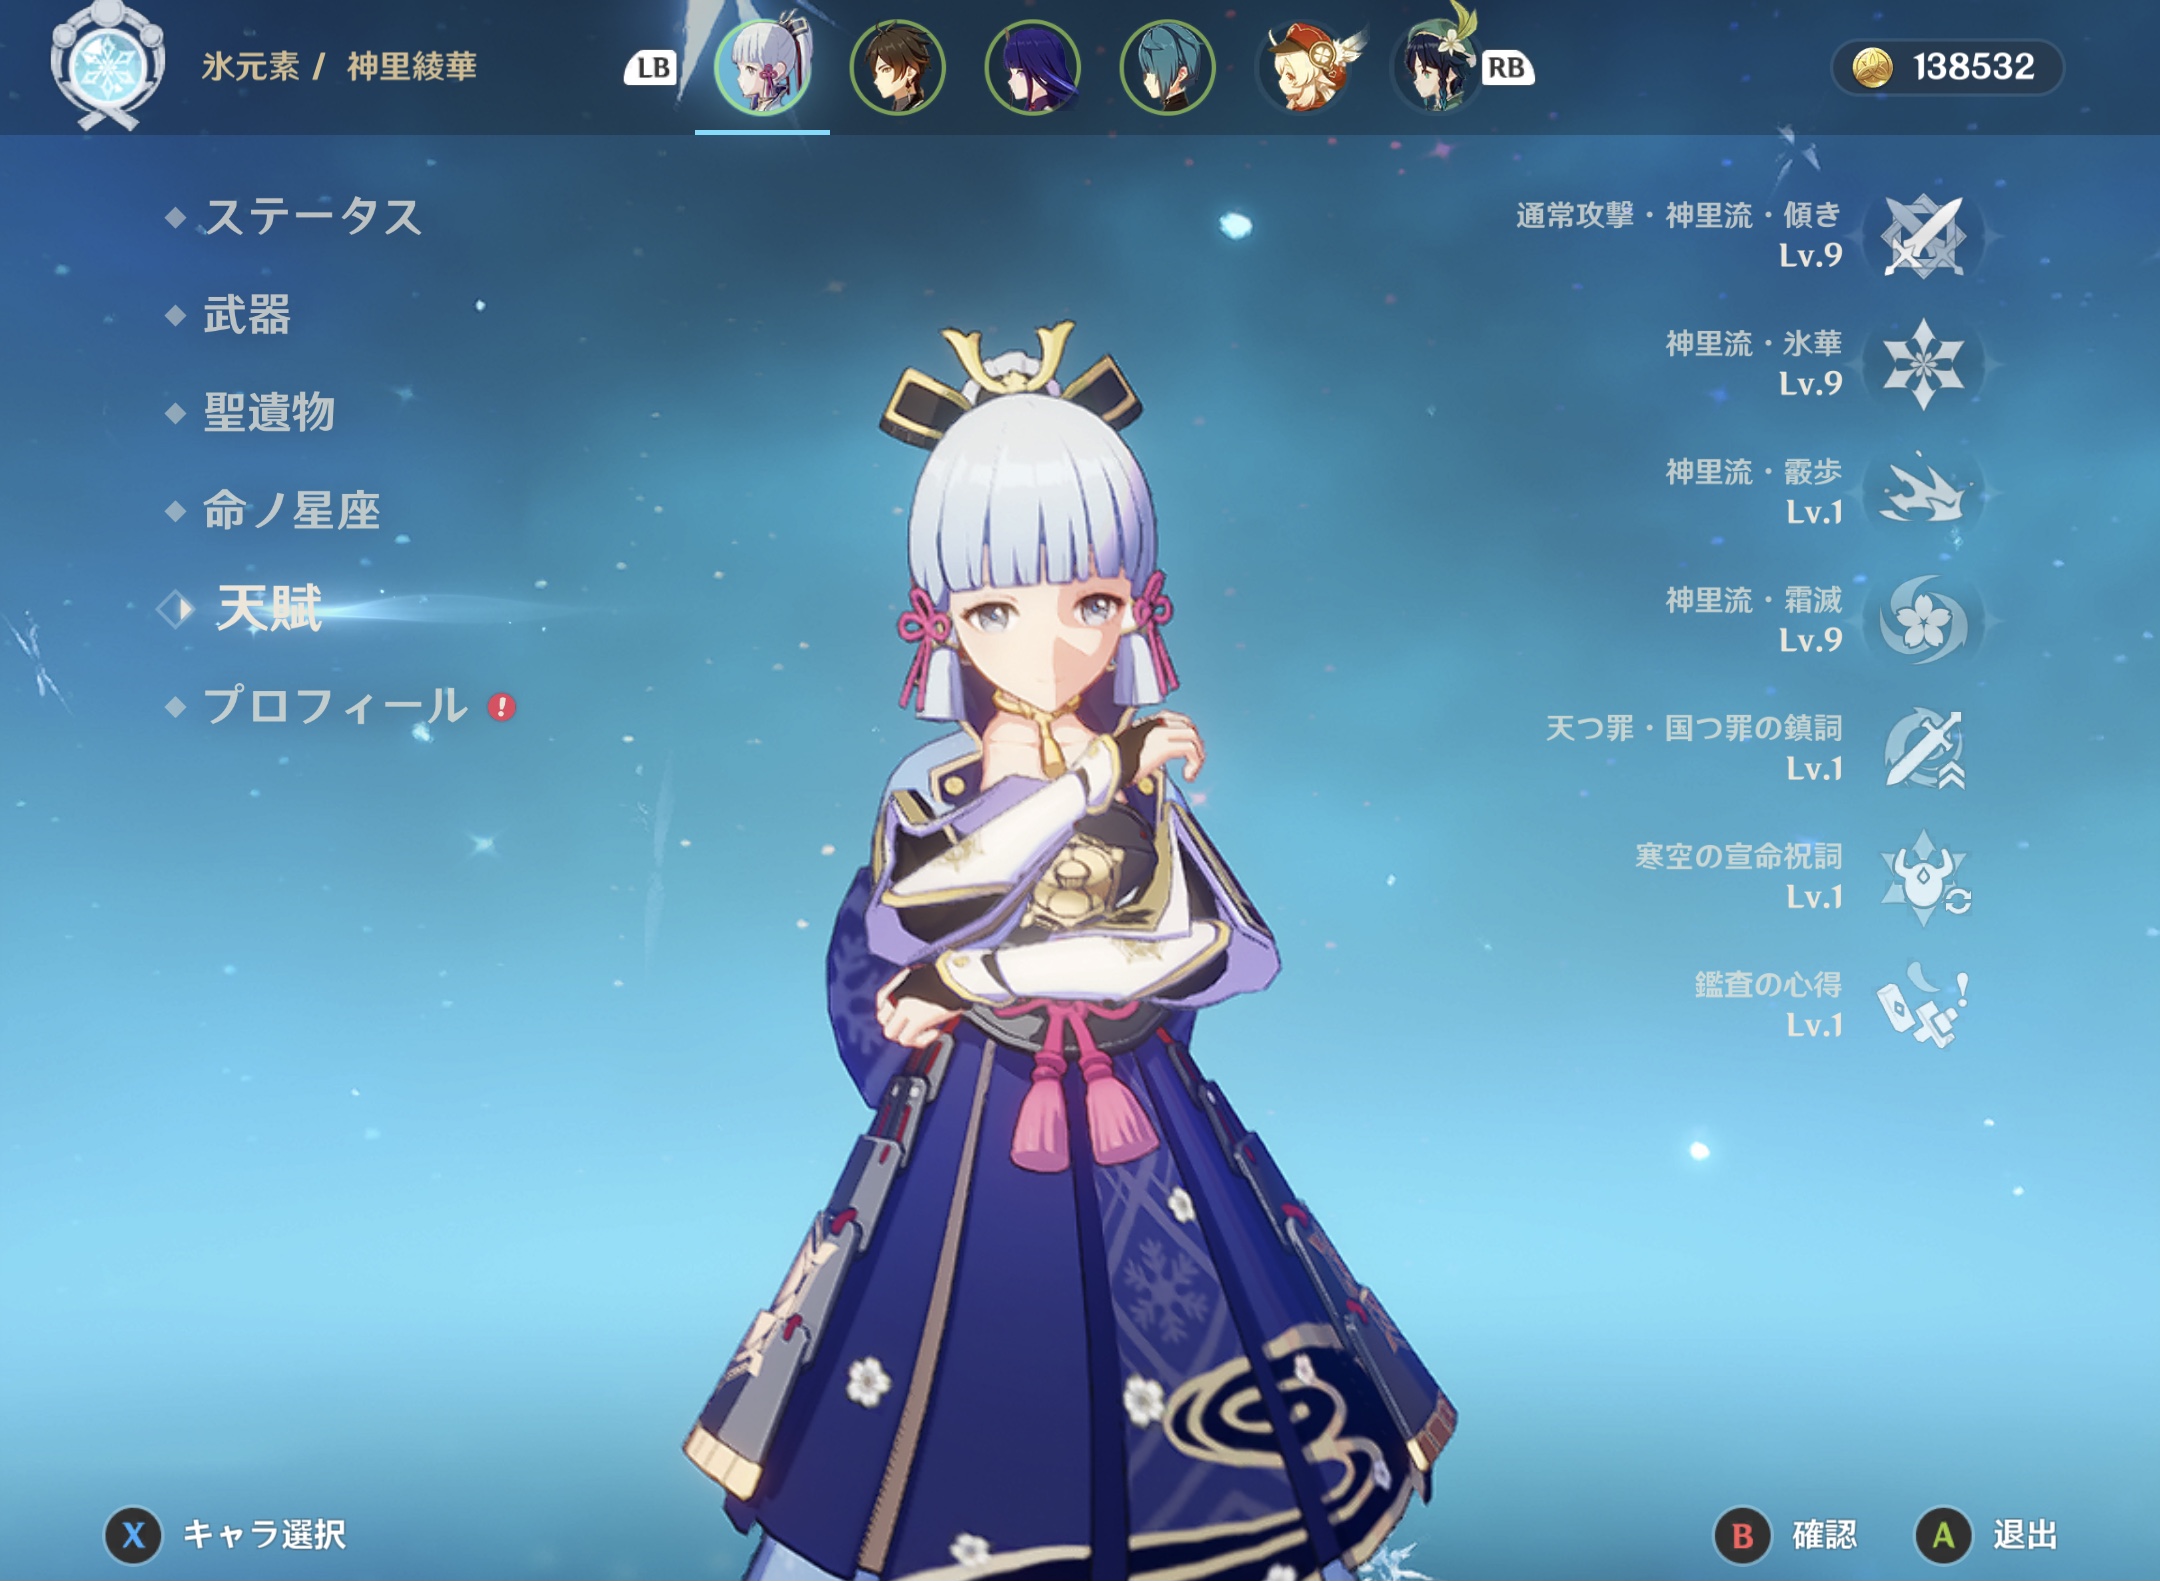 氷元素 / 神里綾華
LB
RB
138532
ステータス
武器
聖遺物
命ノ星座
天賦
プロフィール
通常攻撃・神里流・傾き
Lv.9
神里流・氷華
Lv.9
神里流・霰歩
Lv.1
神里流・霜滅
Lv.9
天つ罪・国つ罪の鎮詞
Lv.1
寒空の宣命祝詞
Lv.1
鑑査の心得
Lv.1
X キャラ選択
B 確認
A 退出